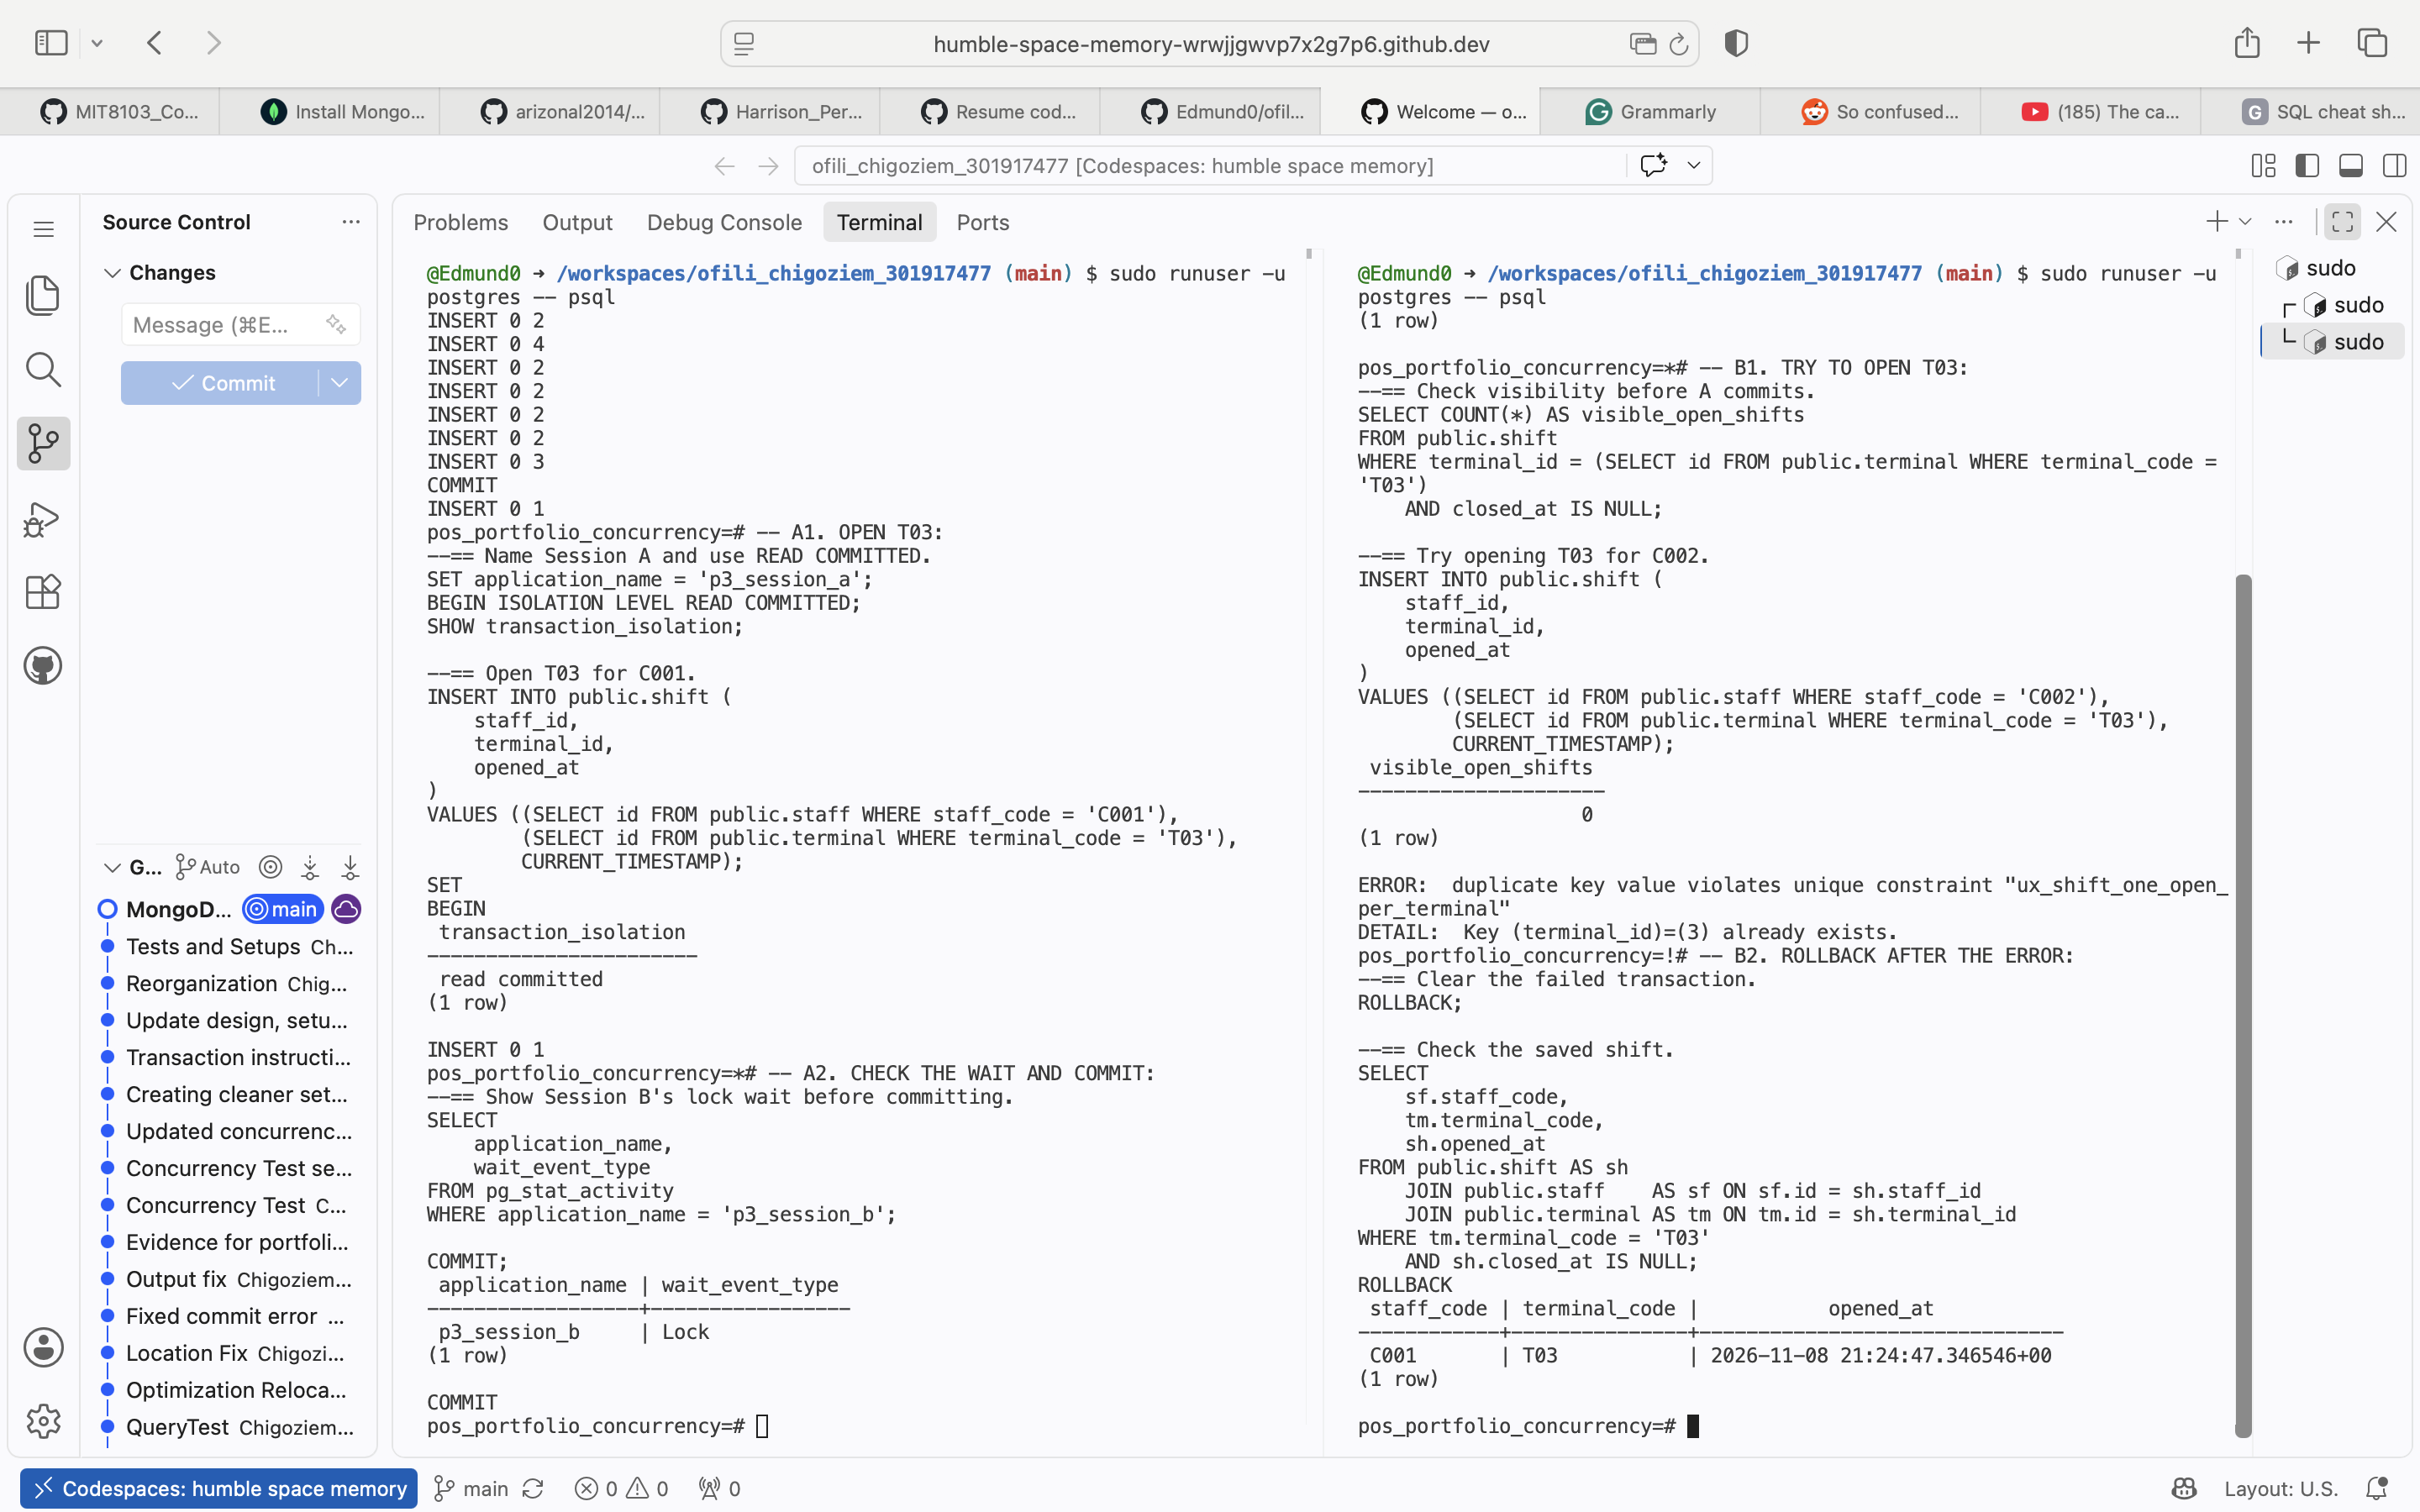 humble-space-memory-wrwjjgwvp7x2g7p6.github.dev
MIT8103_Co...
Install Mongo...
arizonal2014/...
Harrison_Per...
Resume cod...
Edmund0/ofil...
Welcome — o...
Grammarly
So confused...
(185) The ca...
G
SQL cheat sh...
ofili_chigoziem_301917477 [Codespaces: humble space memory]
Source Control
Changes
Message (⌘E...
Commit
G...
Auto
MongoD... main
Tests and Setups Ch...
Reorganization Chig...
Update design, setu...
Transaction instructi...
Creating cleaner set...
Updated concurrenc...
Concurrency Test se...
Concurrency Test C...
Evidence for portfoli...
Output fix Chigoziem...
Fixed commit error ...
Location Fix Chigozi...
Optimization Reloca...
QueryTest Chigoziem...
Problems
Output
Debug Console
Terminal
Ports
@Edmund0 → /workspaces/ofili_chigoziem_301917477 (main) $ sudo runuser -u
postgres -- psql
INSERT 0 2
INSERT 0 4
INSERT 0 2
INSERT 0 2
INSERT 0 2
INSERT 0 2
INSERT 0 3
COMMIT
INSERT 0 1
pos_portfolio_concurrency=# -- A1. OPEN T03:
--== Name Session A and use READ COMMITTED.
SET application_name = 'p3_session_a';
BEGIN ISOLATION LEVEL READ COMMITTED;
SHOW transaction_isolation;
--== Open T03 for C001.
INSERT INTO public.shift (
    staff_id,
    terminal_id,
    opened_at
)
VALUES ((SELECT id FROM public.staff WHERE staff_code = 'C001'),
        (SELECT id FROM public.terminal WHERE terminal_code = 'T03'),
        CURRENT_TIMESTAMP);
SET
BEGIN
 transaction_isolation
-----------------------
 read committed
(1 row)
INSERT 0 1
pos_portfolio_concurrency=*# -- A2. CHECK THE WAIT AND COMMIT:
--== Show Session B's lock wait before committing.
SELECT
    application_name,
    wait_event_type
FROM pg_stat_activity
WHERE application_name = 'p3_session_b';
COMMIT;
 application_name | wait_event_type
------------------+-----------------
 p3_session_b     | Lock
(1 row)
COMMIT
pos_portfolio_concurrency=#
@Edmund0 → /workspaces/ofili_chigoziem_301917477 (main) $ sudo runuser -u
postgres -- psql
(1 row)
pos_portfolio_concurrency=*# -- B1. TRY TO OPEN T03:
--== Check visibility before A commits.
SELECT COUNT(*) AS visible_open_shifts
FROM public.shift
WHERE terminal_id = (SELECT id FROM public.terminal WHERE terminal_code =
'T03')
    AND closed_at IS NULL;
--== Try opening T03 for C002.
INSERT INTO public.shift (
    staff_id,
    terminal_id,
    opened_at
)
VALUES ((SELECT id FROM public.staff WHERE staff_code = 'C002'),
        (SELECT id FROM public.terminal WHERE terminal_code = 'T03'),
        CURRENT_TIMESTAMP);
 visible_open_shifts
---------------------
                   0
(1 row)
ERROR:  duplicate key value violates unique constraint "ux_shift_one_open_
per_terminal"
DETAIL:  Key (terminal_id)=(3) already exists.
pos_portfolio_concurrency=!# -- B2. ROLLBACK AFTER THE ERROR:
--== Clear the failed transaction.
ROLLBACK;
--== Check the saved shift.
SELECT
    sf.staff_code,
    tm.terminal_code,
    sh.opened_at
FROM public.shift AS sh
    JOIN public.staff    AS sf ON sf.id = sh.staff_id
    JOIN public.terminal AS tm ON tm.id = sh.terminal_id
WHERE tm.terminal_code = 'T03'
    AND sh.closed_at IS NULL;
ROLLBACK
 staff_code | terminal_code |           opened_at
------------+---------------+-------------------------------
 C001       | T03           | 2026-11-08 21:24:47.346546+00
(1 row)
pos_portfolio_concurrency=#
sudo
sudo
sudo
Codespaces: humble space memory
main
0
0
0
Layout: U.S.